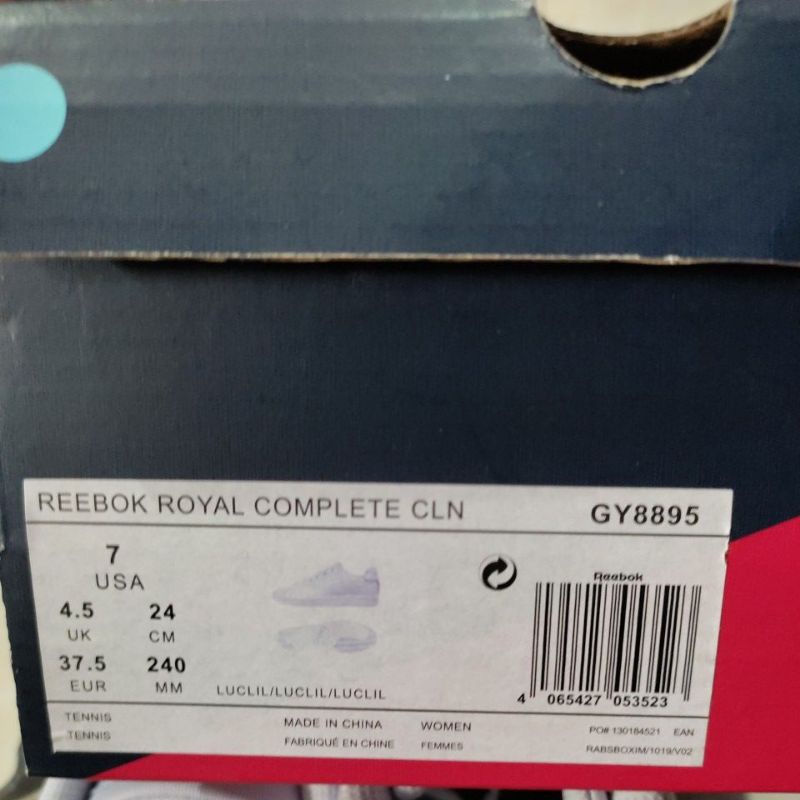 REEBOK ROYAL COMPLETE CLN GY8895
7
USA
4.5 24
UK CM
37.5 240
EUR MM
LUCLIL/LUCLIL/LUCLIL
Reebok
4 065427 053523
TENNIS MADE IN CHINA WOMEN PO# 130184521 EAN
TENNIS FABRIQUÉ EN CHINE FEMMES RABSBOXIM/1019/V02